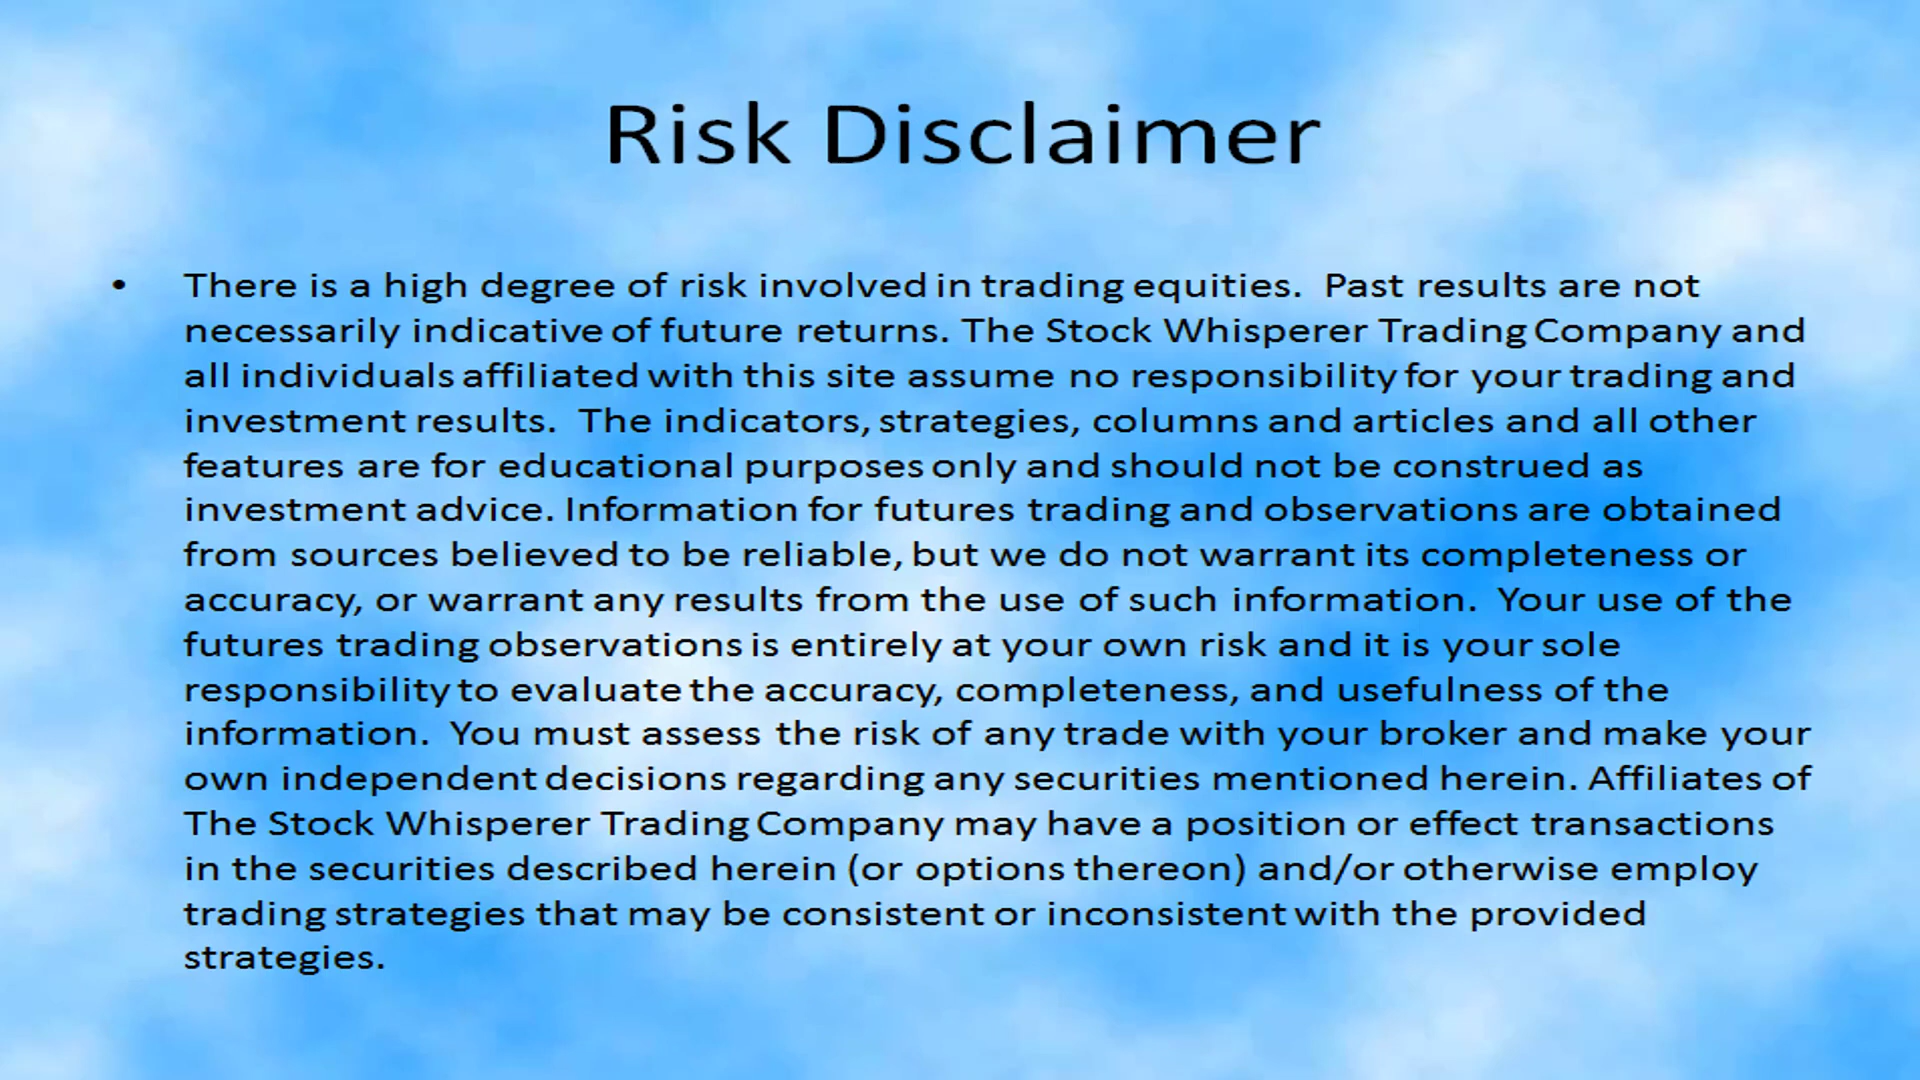 Risk Disclaimer
• There is a high degree of risk involved in trading equities.  Past results are not
necessarily indicative of future returns. The Stock Whisperer Trading Company and
all individuals affiliated with this site assume no responsibility for your trading and
investment results.  The indicators, strategies, columns and articles and all other
features are for educational purposes only and should not be construed as
investment advice. Information for futures trading and observations are obtained
from sources believed to be reliable, but we do not warrant its completeness or
accuracy, or warrant any results from the use of such information.  Your use of the
futures trading observations is entirely at your own risk and it is your sole
responsibility to evaluate the accuracy, completeness, and usefulness of the
information.  You must assess the risk of any trade with your broker and make your
own independent decisions regarding any securities mentioned herein. Affiliates of
The Stock Whisperer Trading Company may have a position or effect transactions
in the securities described herein (or options thereon) and/or otherwise employ
trading strategies that may be consistent or inconsistent with the provided
strategies.